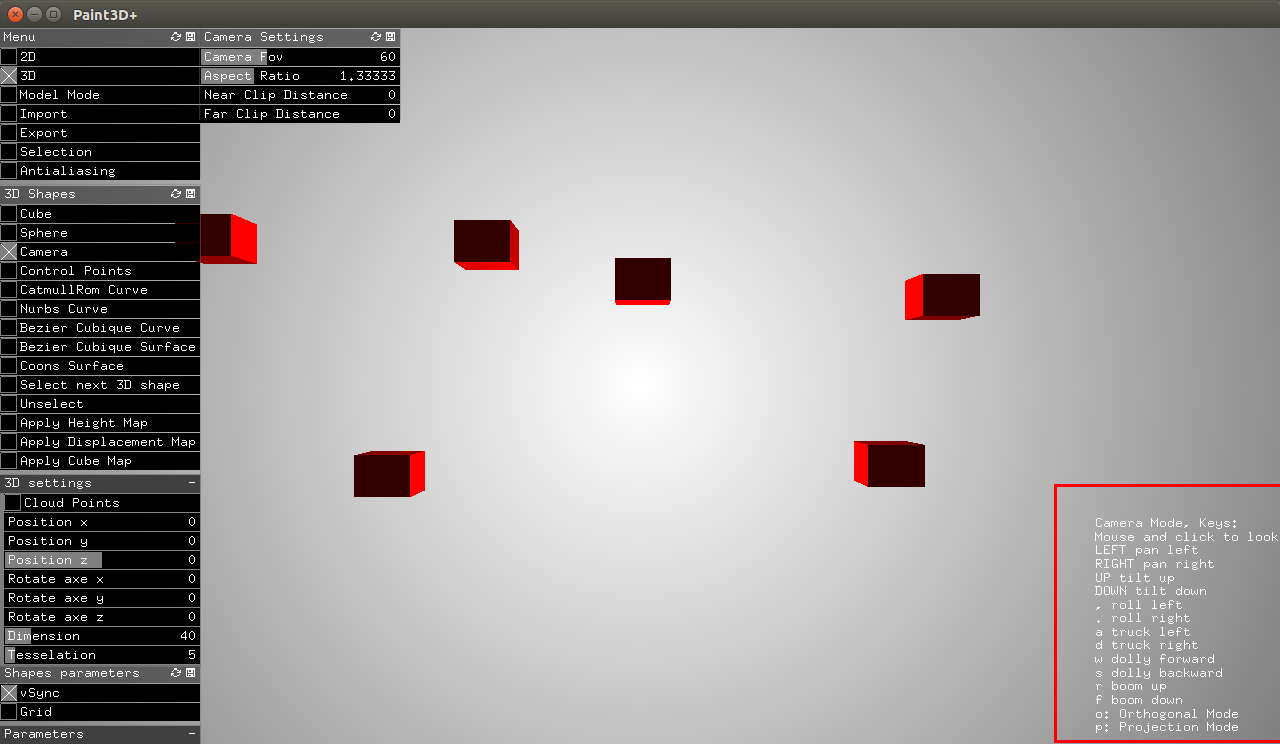 Paint3D+
Menu
2D
3D
Model Mode
Import
Export
Selection
Antialiasing
Camera Settings
Camera Fov 60
Aspect Ratio 1.33333
Near Clip Distance 0
Far Clip Distance 0
3D Shapes
Cube
Sphere
Camera
Control Points
CatmullRom Curve
Nurbs Curve
Bezier Cubique Curve
Bezier Cubique Surface
Coons Surface
Select next 3D shape
Unselect
Apply Height Map
Apply Displacement Map
Apply Cube Map
3D settings -
Cloud Points
Position x 0
Position y 0
Position z 0
Rotate axe x 0
Rotate axe y 0
Rotate axe z 0
Dimension 40
Tesselation 5
Shapes parameters
vSync
Grid
Parameters -
Camera Mode, Keys:
Mouse and click to look
LEFT pan left
RIGHT pan right
UP tilt up
DOWN tilt down
, roll left
. roll right
a truck left
d truck right
w dolly forward
s dolly backward
r boom up
f boom down
o: Orthogonal Mode
p: Projection Mode